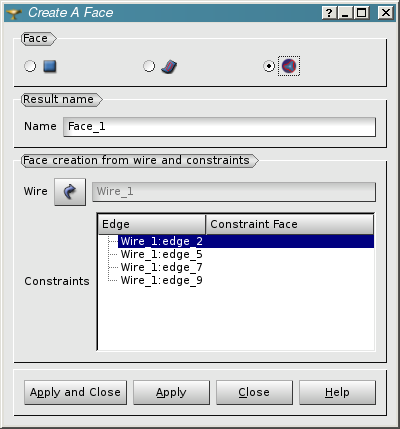 Create A Face
Face
Result name
Name Face_1
Face creation from wire and constraints
Wire Wire_1
Edge Constraint Face
Wire_1:edge_2
Wire_1:edge_5
Wire_1:edge_7
Wire_1:edge_9
Constraints
Apply and Close Apply Close Help